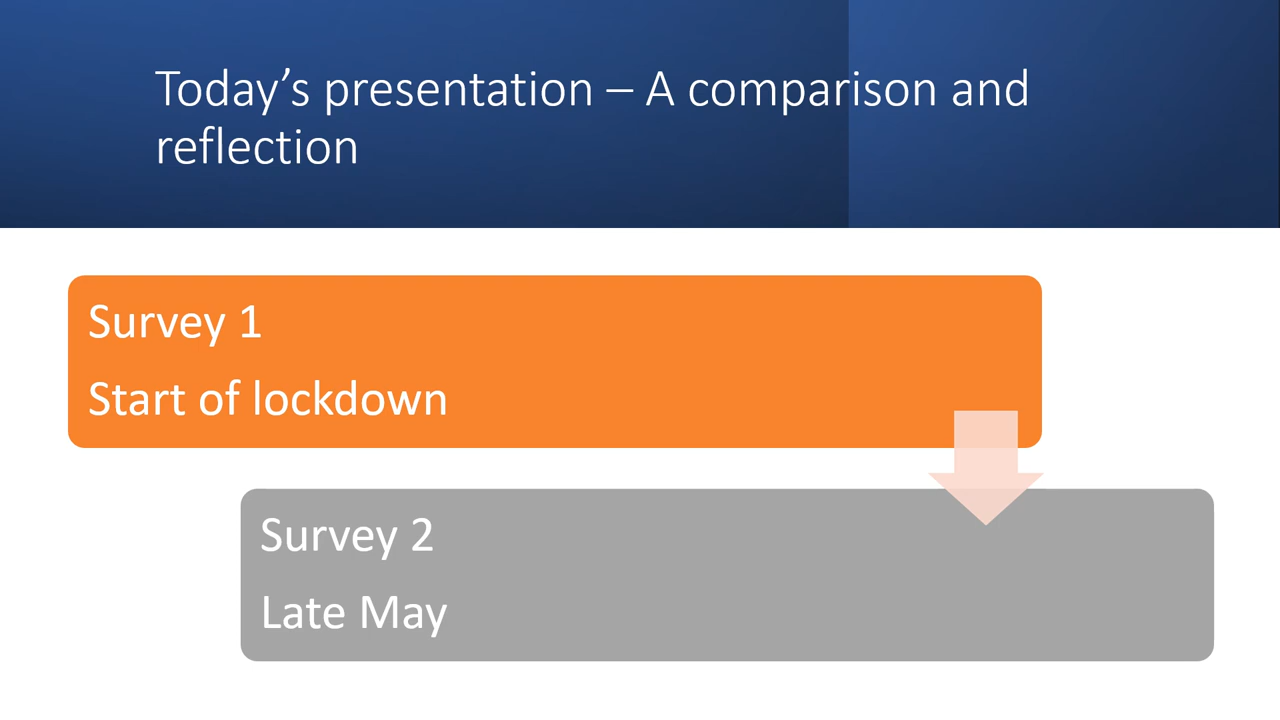 Today’s presentation – A comparison and
reflection
Survey 1
Start of lockdown
Survey 2
Late May